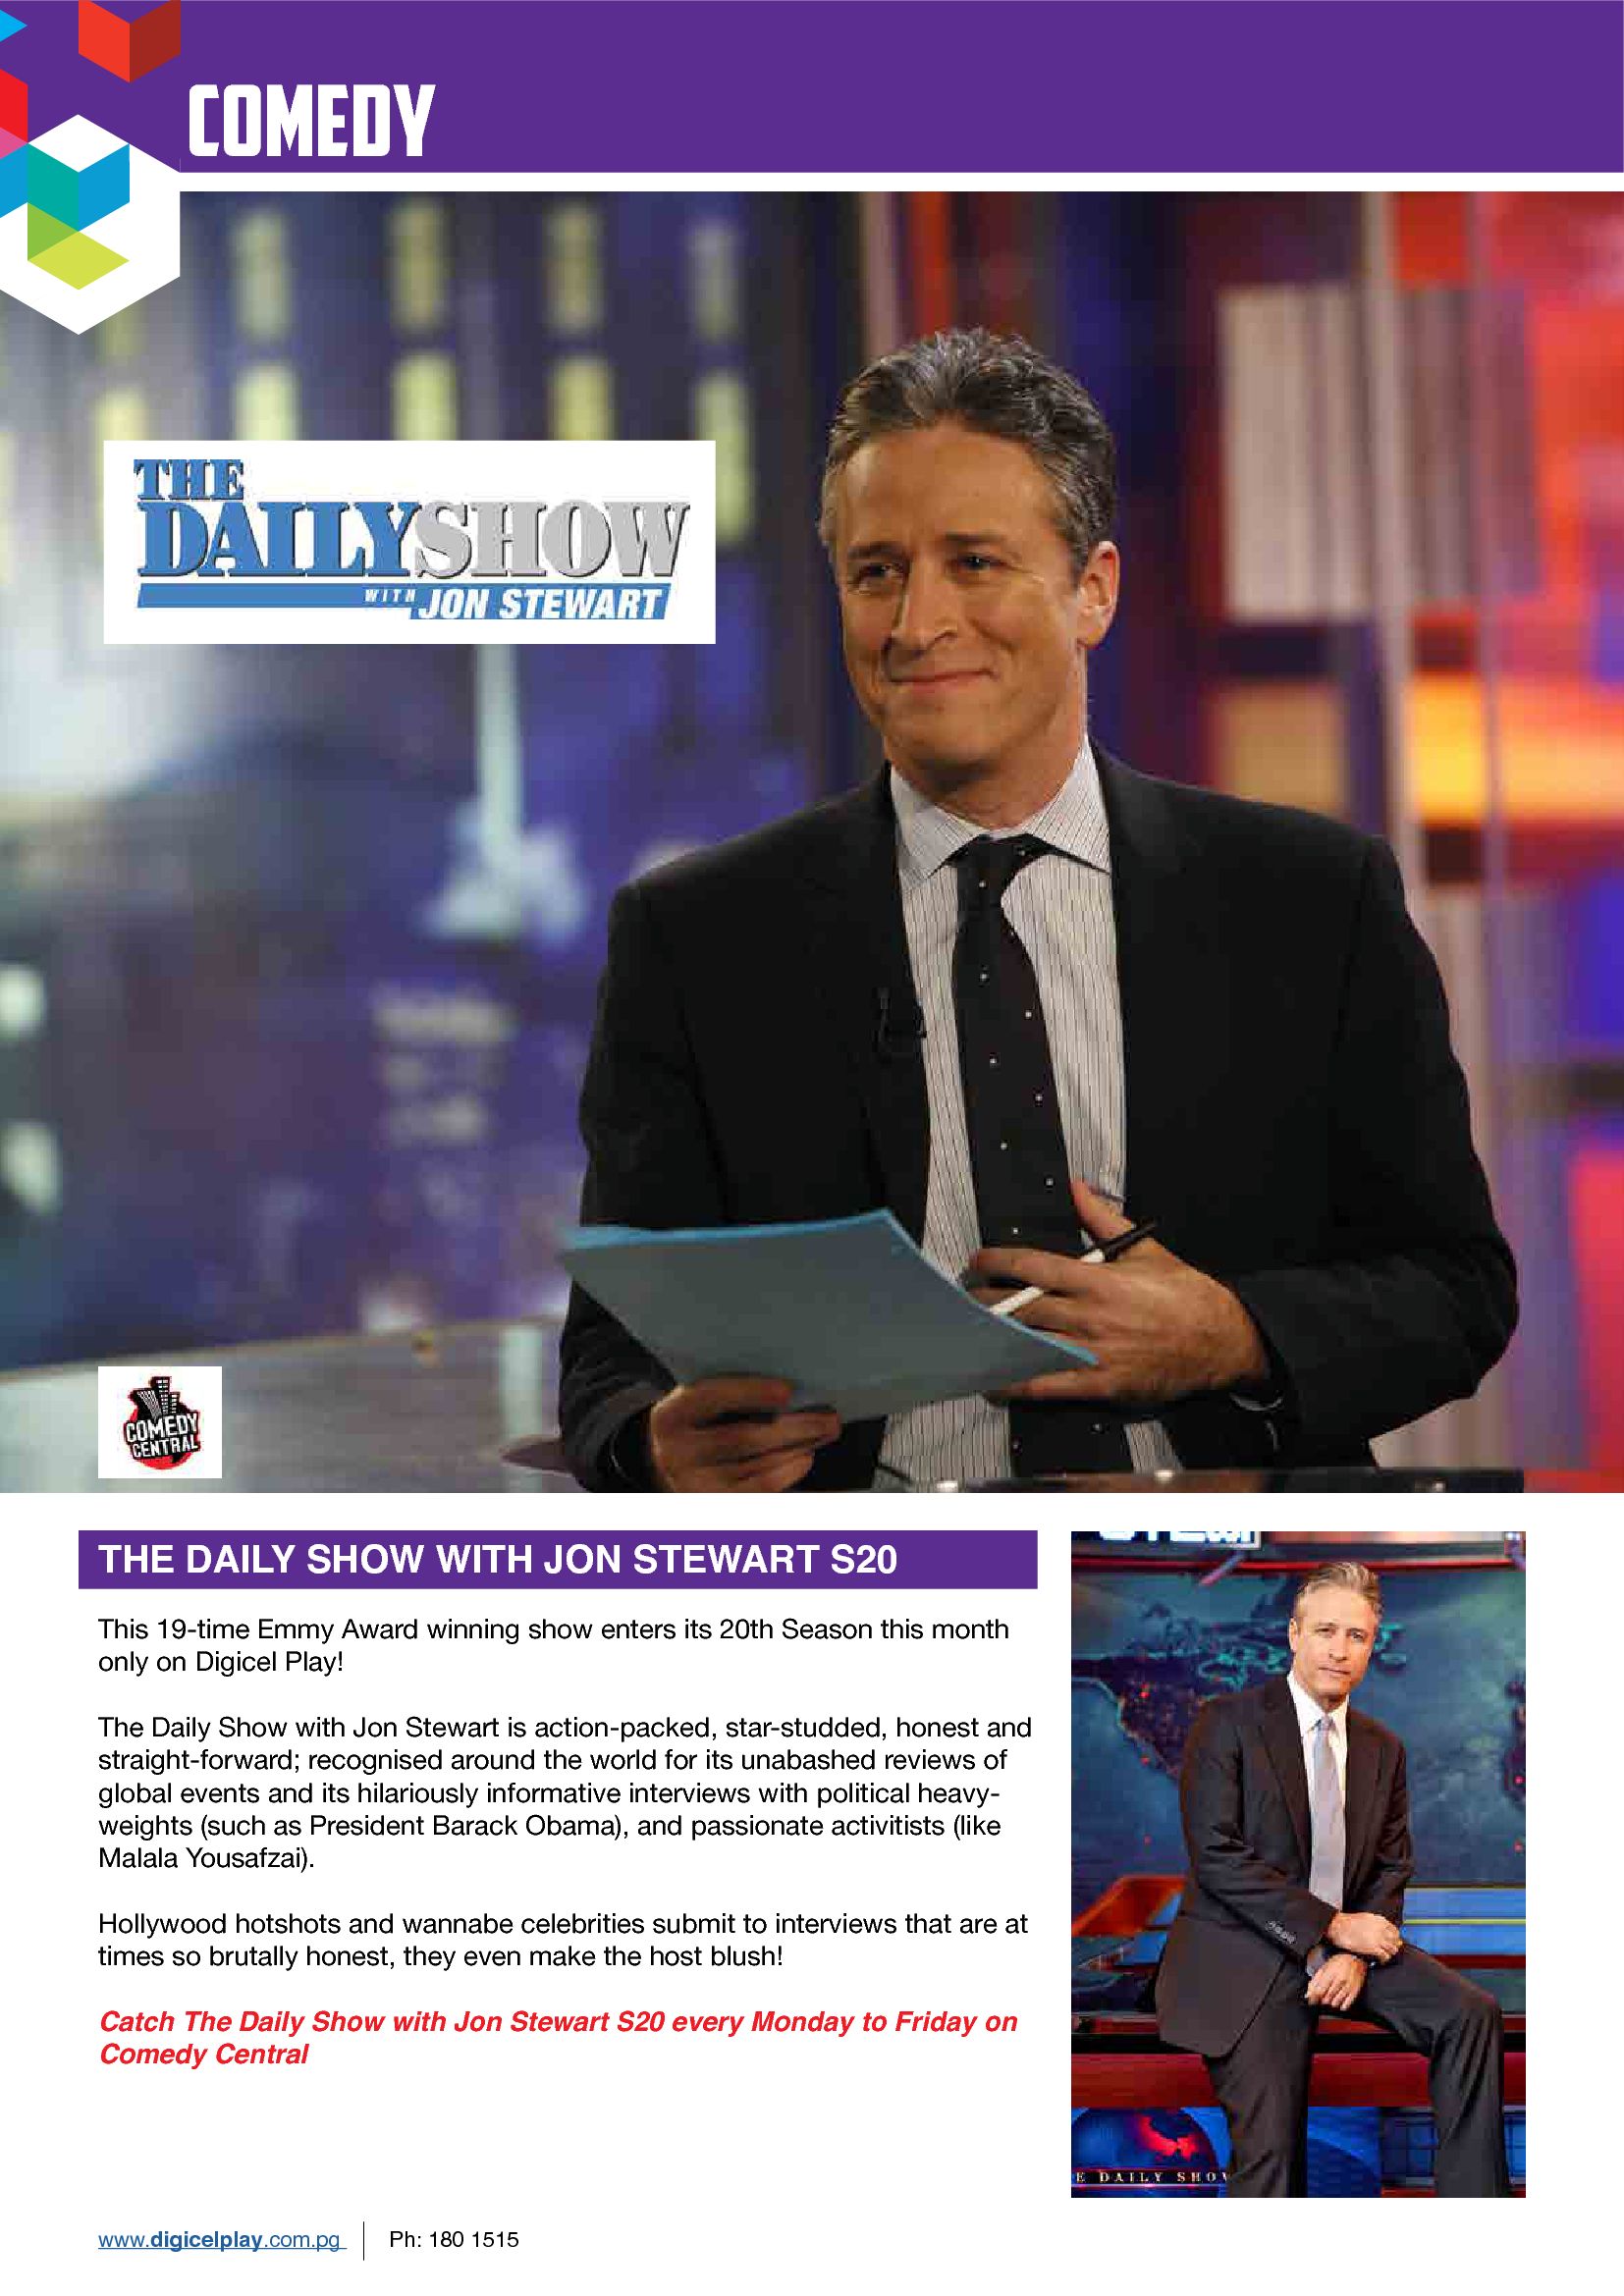 COMEDY
THE
DAILYSHOW
WITH JON STEWART
COMEDY
CENTRAL
THE DAILY SHOW WITH JON STEWART S20
This 19-time Emmy Award winning show enters its 20th Season this month
only on Digicel Play!
The Daily Show with Jon Stewart is action-packed, star-studded, honest and
straight-forward; recognised around the world for its unabashed reviews of
global events and its hilariously informative interviews with political heavy-
weights (such as President Barack Obama), and passionate activitists (like
Malala Yousafzai).
Hollywood hotshots and wannabe celebrities submit to interviews that are at
times so brutally honest, they even make the host blush!
Catch The Daily Show with Jon Stewart S20 every Monday to Friday on
Comedy Central
E DAILY SHOW
www.digicelplay.com.pg
Ph: 180 1515